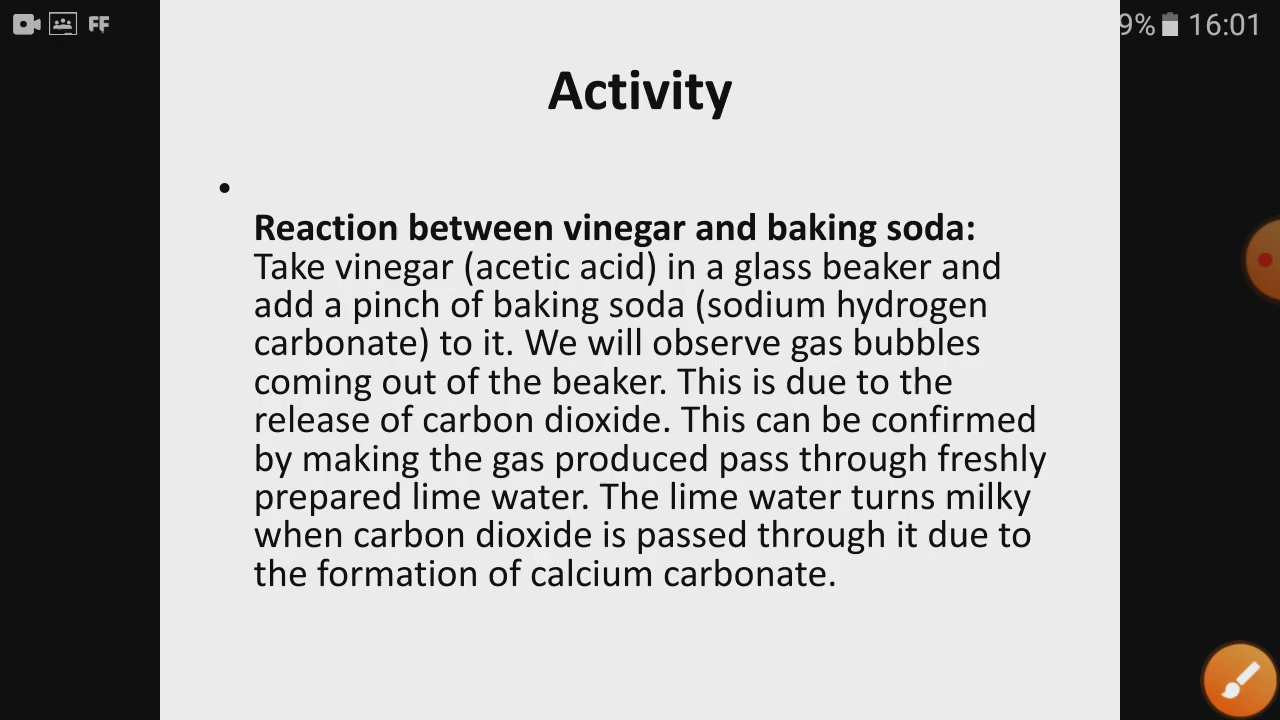 FF
9% 16:01
Activity
•
Reaction between vinegar and baking soda:
Take vinegar (acetic acid) in a glass beaker and
add a pinch of baking soda (sodium hydrogen
carbonate) to it. We will observe gas bubbles
coming out of the beaker. This is due to the
release of carbon dioxide. This can be confirmed
by making the gas produced pass through freshly
prepared lime water. The lime water turns milky
when carbon dioxide is passed through it due to
the formation of calcium carbonate.